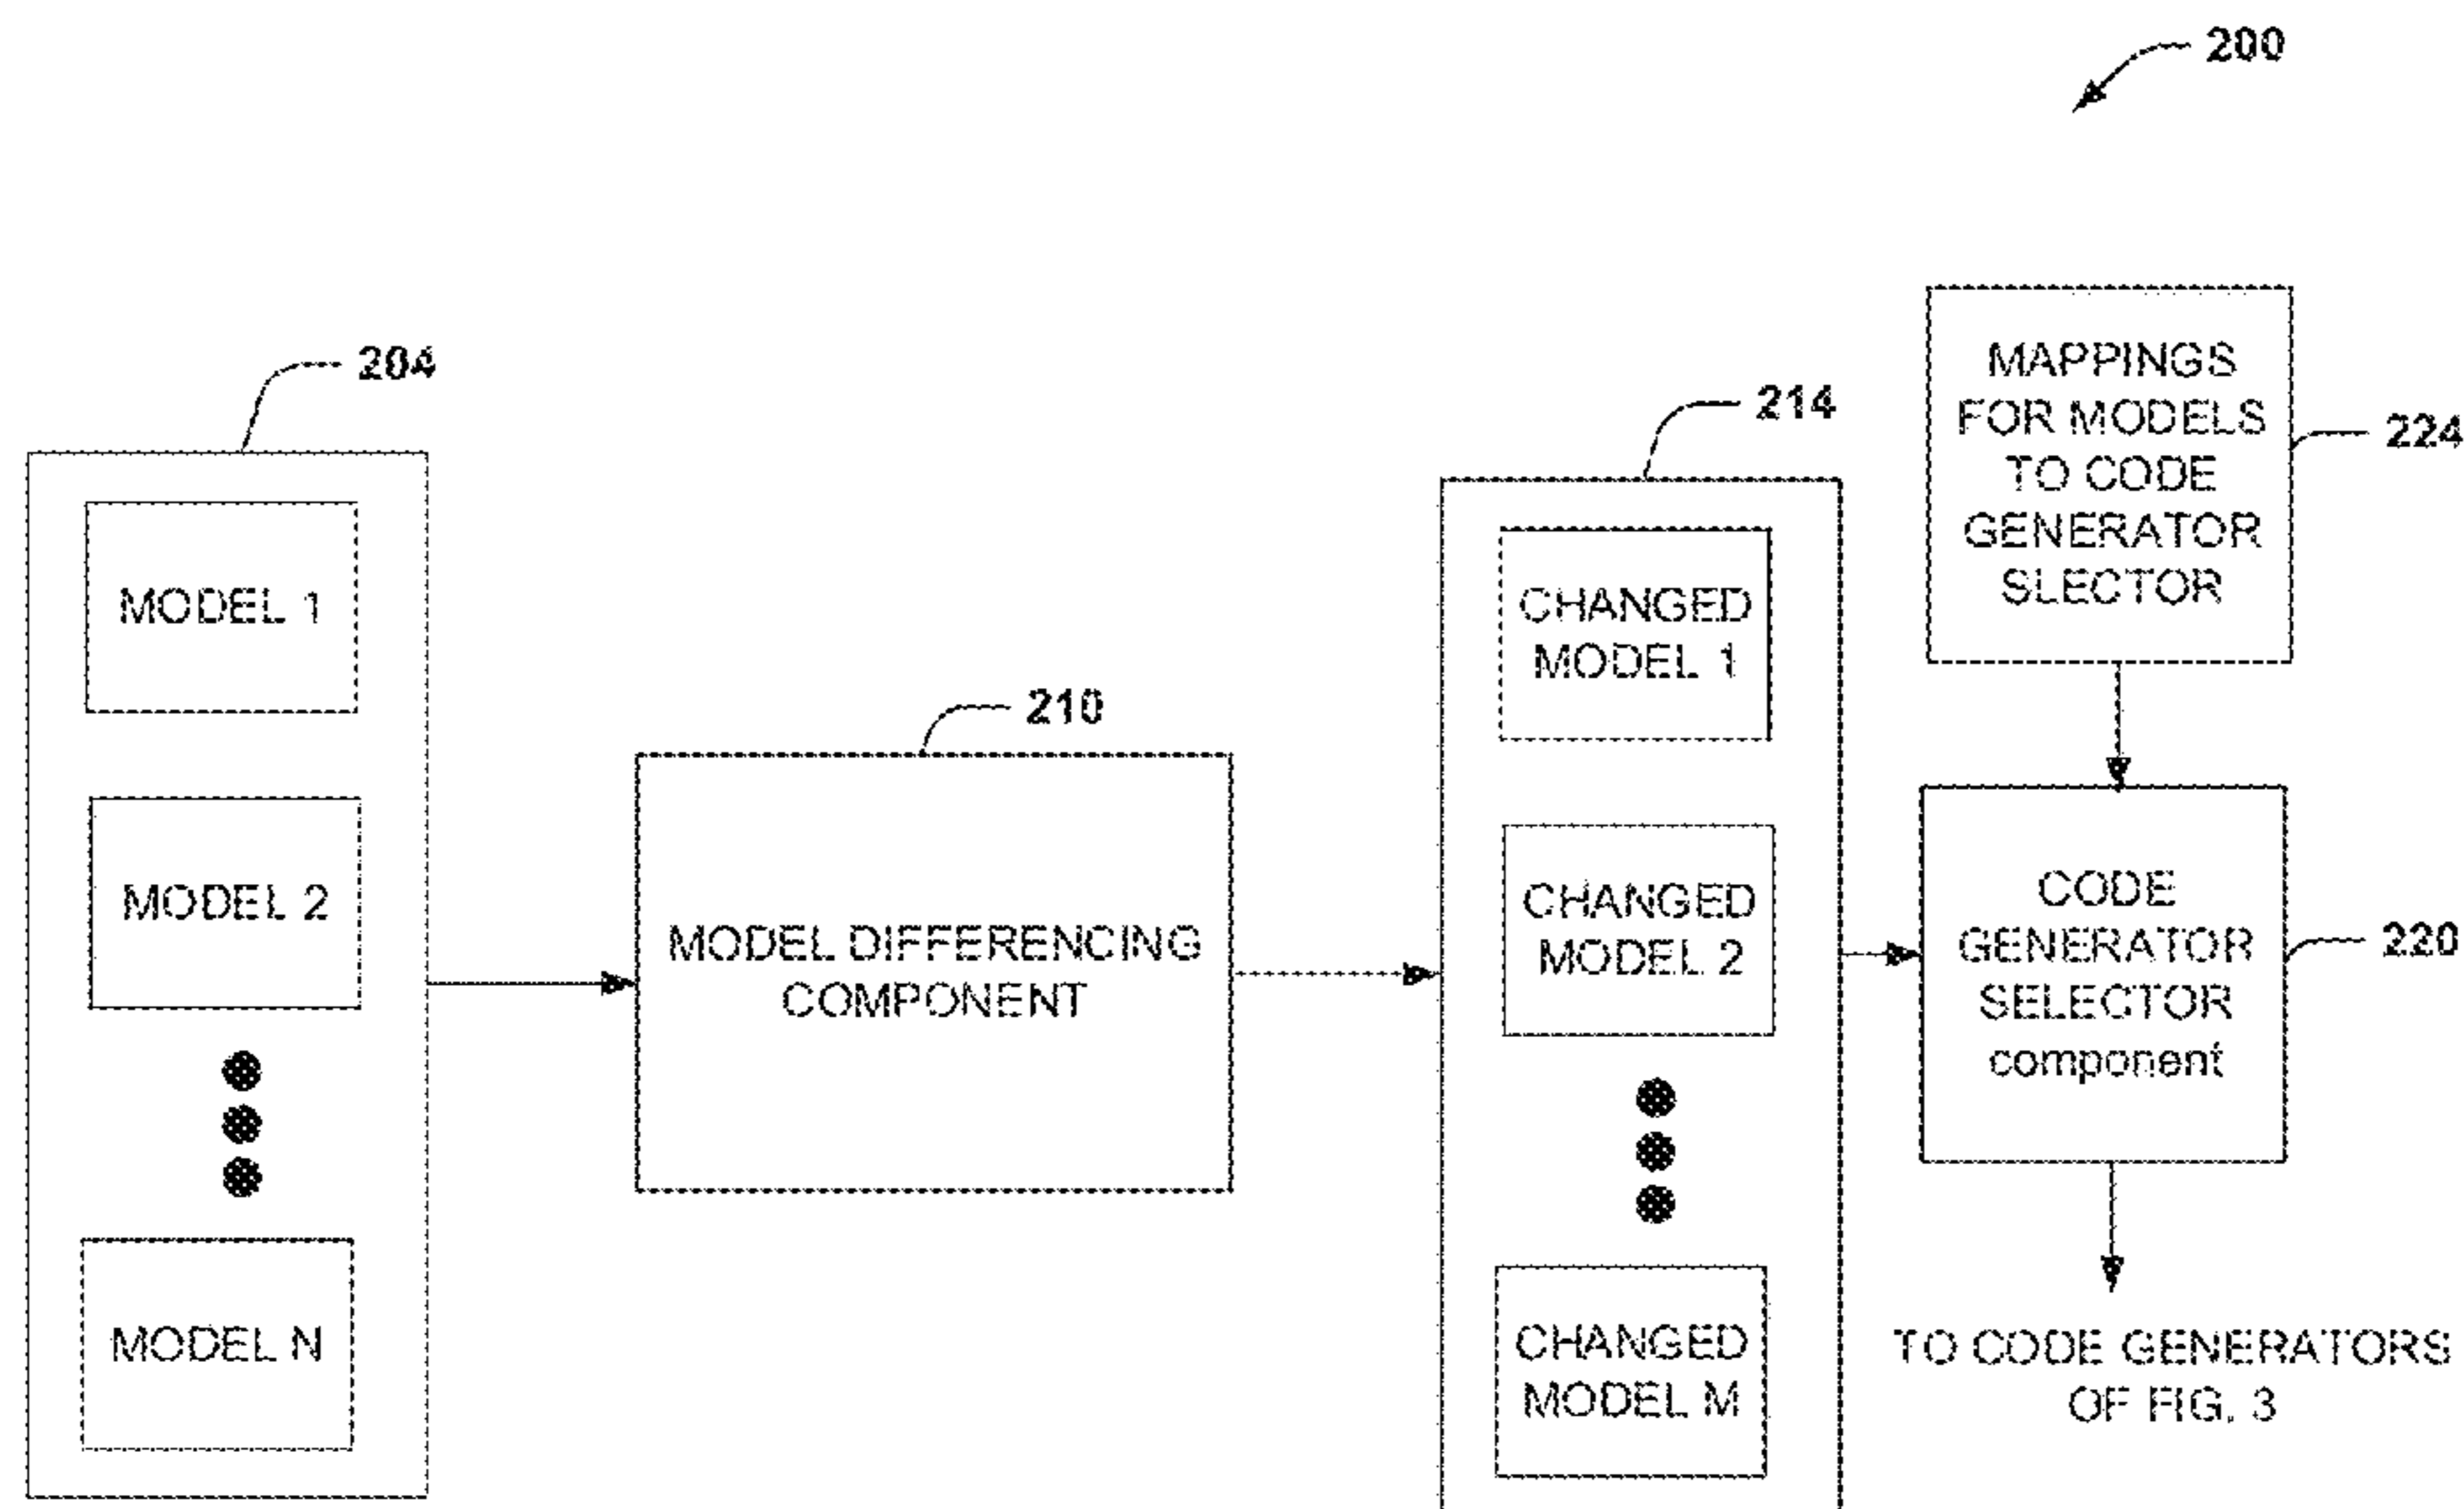 200
204
MODEL 1
MODEL 2
MODEL N
210
MODEL DIFFERENCING
COMPONENT
214
CHANGED
MODEL 1
CHANGED
MODEL 2
CHANGED
MODEL M
MAPPINGS
FOR MODELS
TO CODE
GENERATOR
SLECTOR
224
CODE
GENERATOR
SELECTOR
component
220
TO CODE GENERATORS
OF FIG. 3